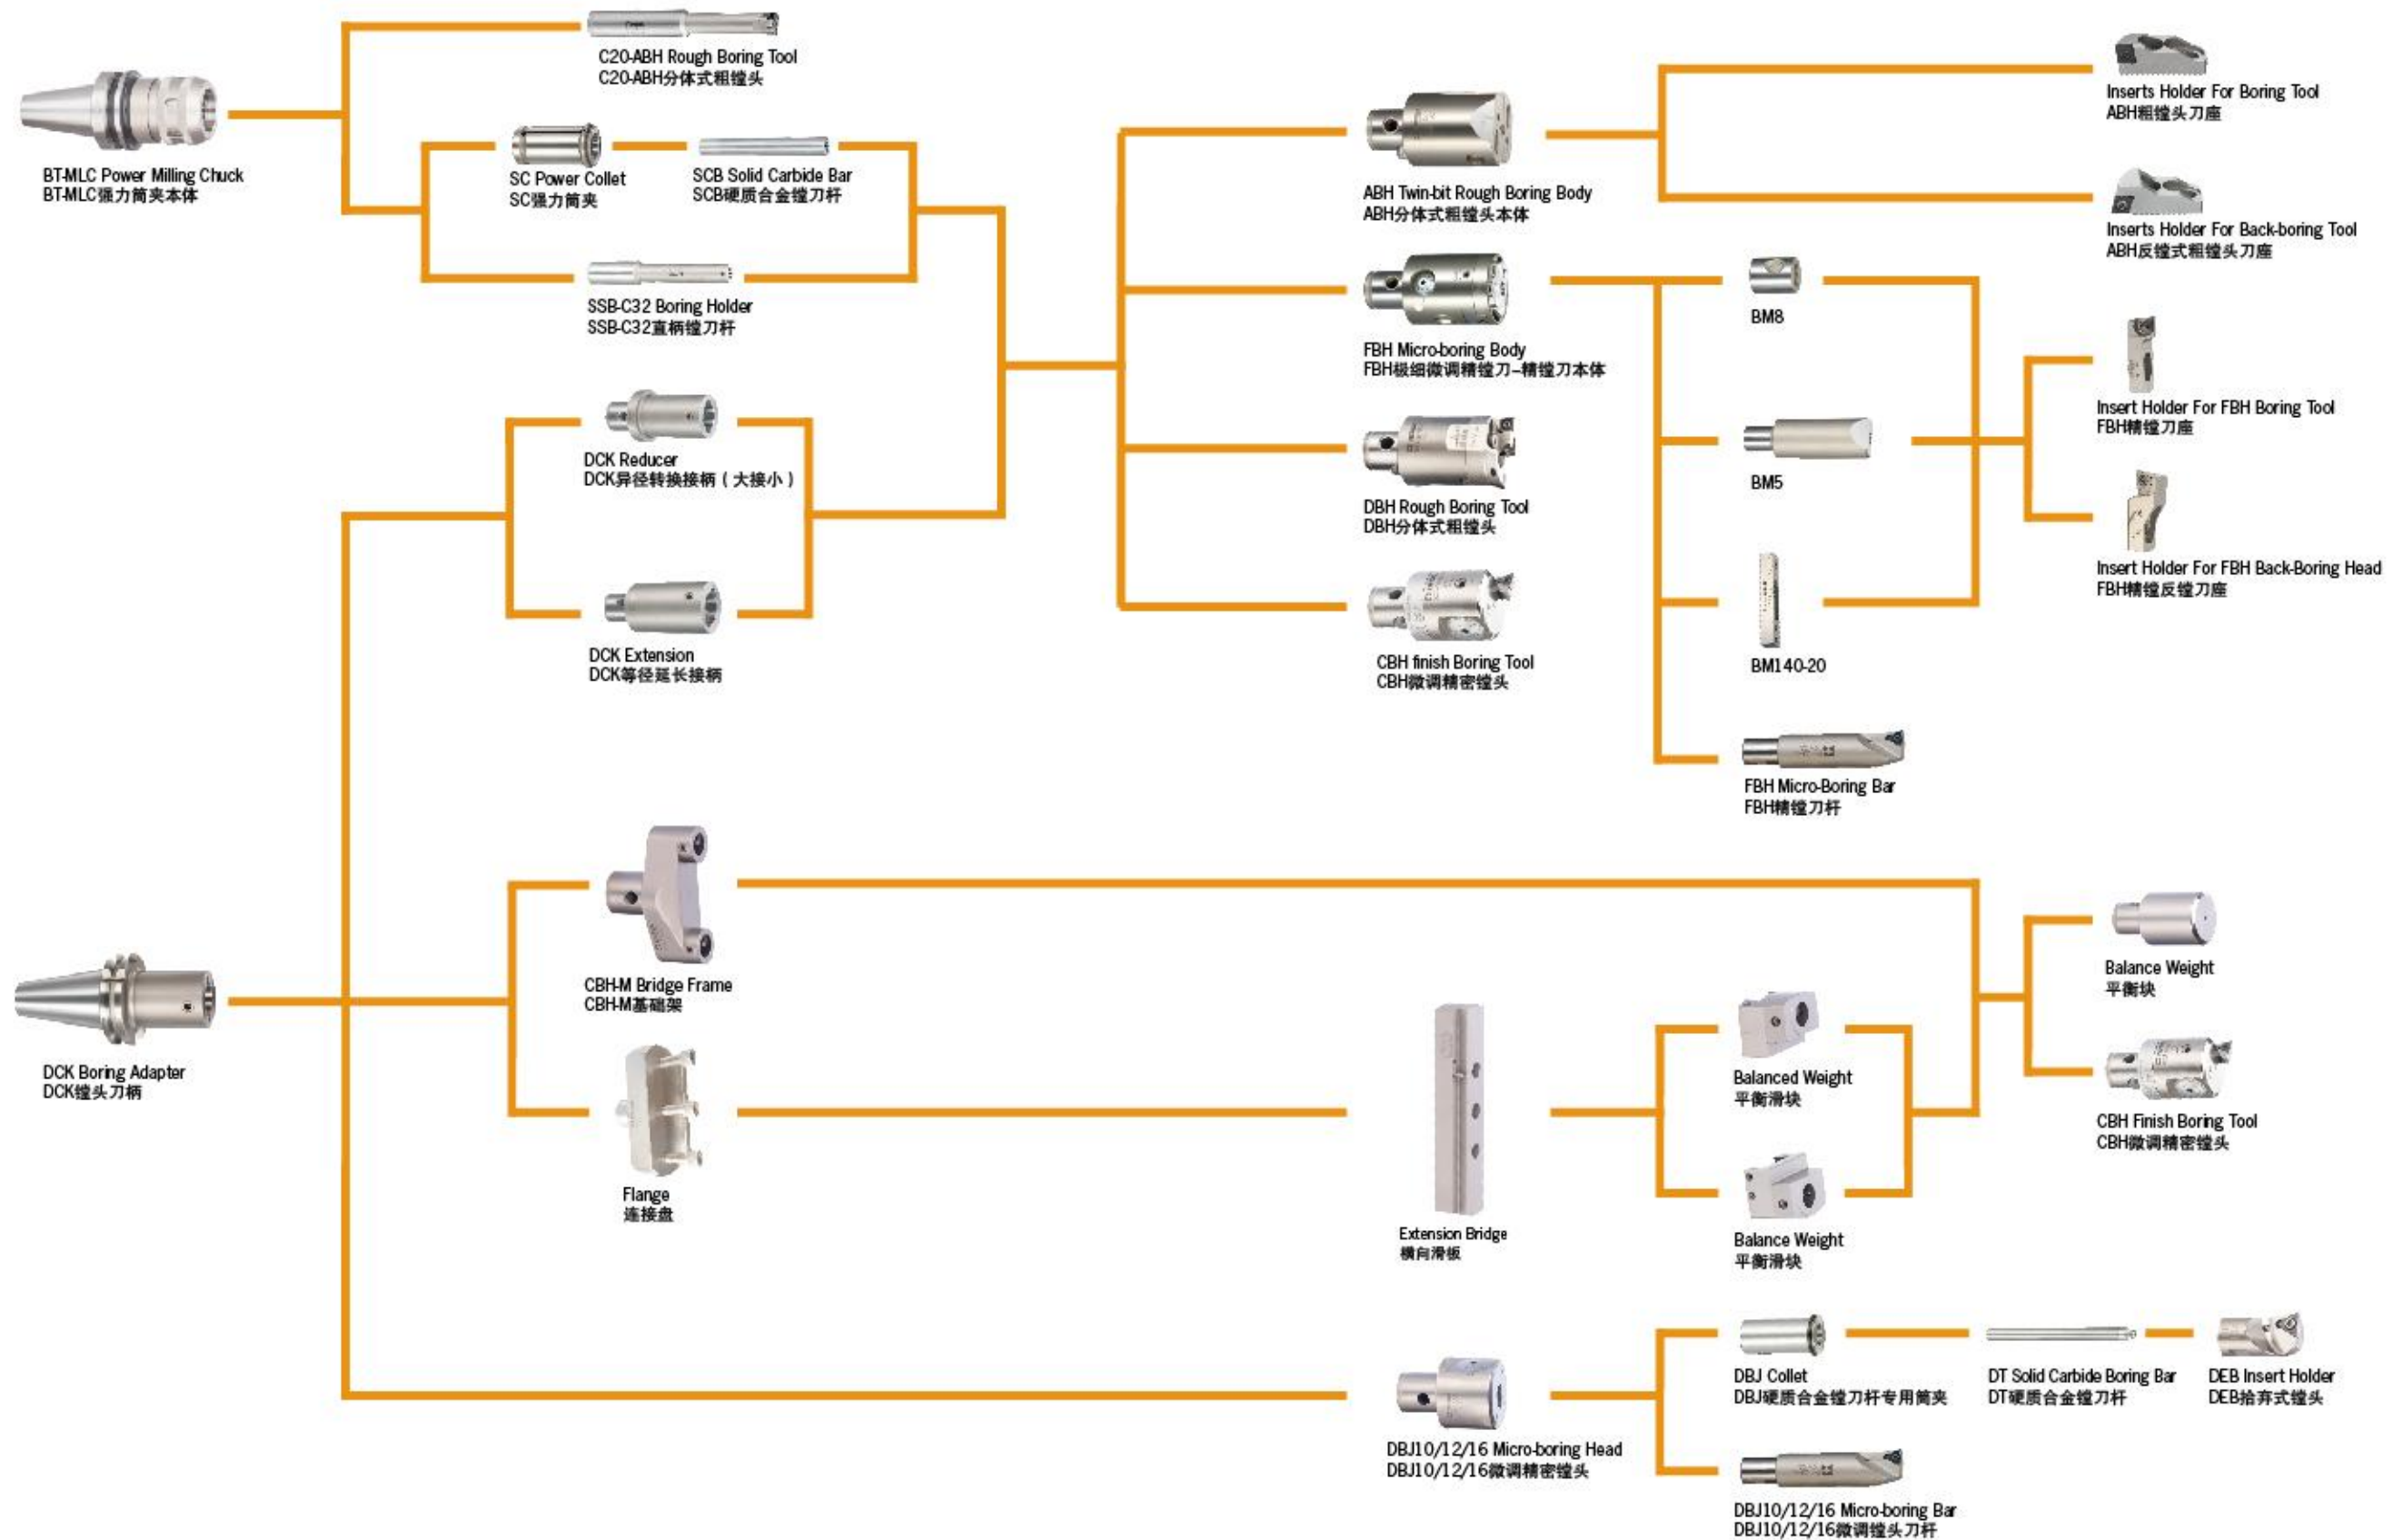 C20-ABH Rough Boring Tool
C20-ABH分体式粗镗头
BT-MLC Power Milling Chuck
BT-MLC强力筒夹本体
SC Power Collet
SC强力筒夹
SCB Solid Carbide Bar
SCB硬质合金镗刀杆
SSB-C32 Boring Holder
SSB-C32直柄镗刀杆
DCK Reducer
DCK异径转换接柄（大接小）
DCK Extension
DCK等径延长接柄
ABH Twin-bit Rough Boring Body
ABH分体式粗镗头本体
FBH Micro-boring Body
FBH极细微调精镗刀-精镗刀本体
DBH Rough Boring Tool
DBH分体式粗镗头
CBH finish Boring Tool
CBH微调精密镗头
Inserts Holder For Boring Tool
ABH粗镗头刀座
Inserts Holder For Back-boring Tool
ABH反镗式粗镗头刀座
BM8
BM5
BM140-20
FBH Micro-Boring Bar
FBH精镗刀杆
Insert Holder For FBH Boring Tool
FBH精镗刀座
Insert Holder For FBH Back-Boring Head
FBH精镗反镗刀座
DCK Boring Adapter
DCK镗头刀柄
CBH-M Bridge Frame
CBH-M基础架
Flange
连接盘
Extension Bridge
横向滑板
Balanced Weight
平衡滑块
Balance Weight
平衡滑块
Balance Weight
平衡块
CBH Finish Boring Tool
CBH微调精密镗头
DBJ10/12/16 Micro-boring Head
DBJ10/12/16微调精密镗头
DBJ Collet
DBJ硬质合金镗刀杆专用筒夹
DT Solid Carbide Boring Bar
DT硬质合金镗刀杆
DEB Insert Holder
DEB拾弃式镗头
DBJ10/12/16 Micro-boring Bar
DBJ10/12/16微调镗头刀杆